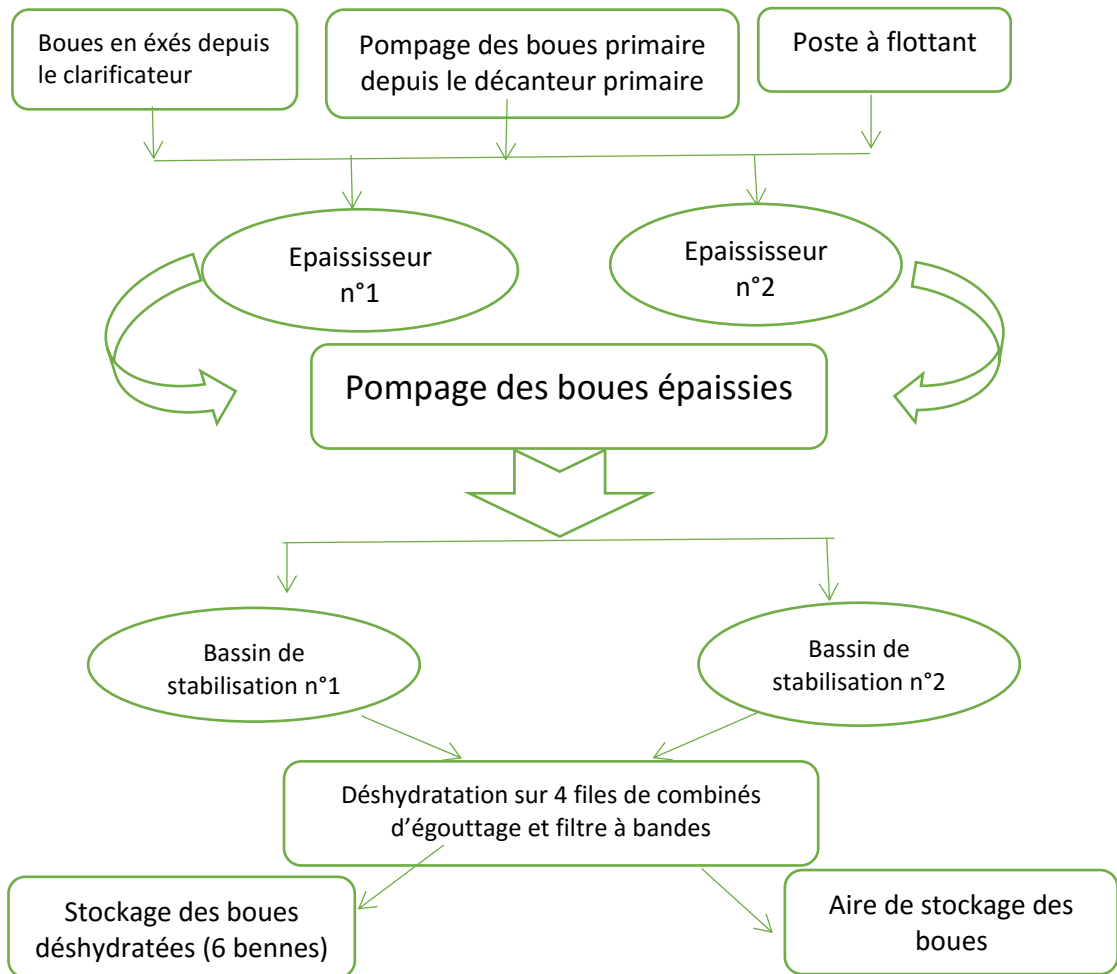 Boues en éxés depuis
le clarificateur
Pompage des boues primaire
depuis le décanteur primaire
Poste à flottant
Epaississeur
n°1
Epaississeur
n°2
Pompage des boues épaissies
Bassin de
stabilisation n°1
Bassin de
stabilisation n°2
Déshydratation sur 4 files de combinés
d’égouttage et filtre à bandes
Stockage des boues
déshydratées (6 bennes)
Aire de stockage des
boues